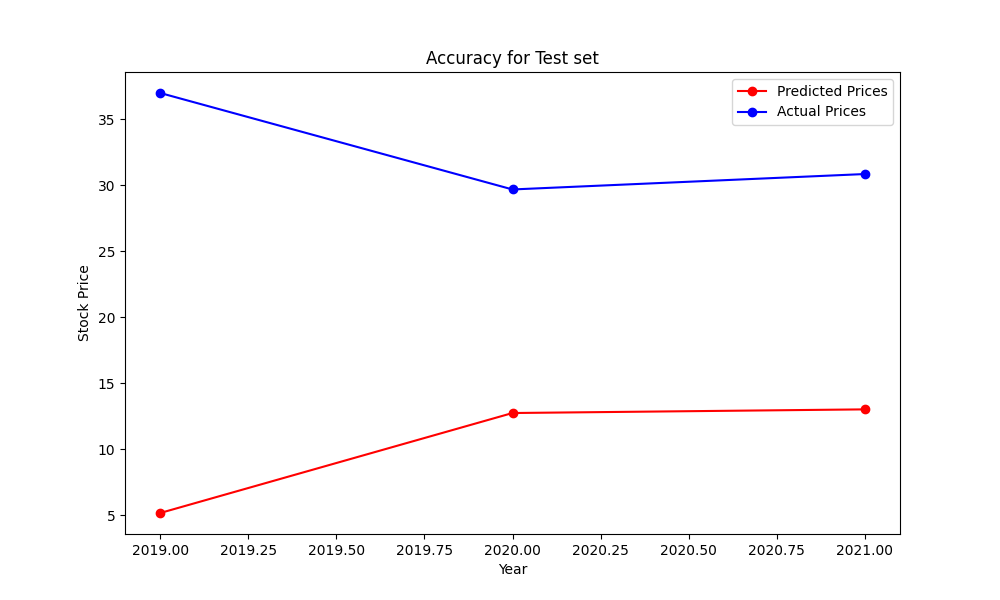 Accuracy for Test set
Predicted Prices
Actual Prices
Stock Price
35
30
25
20
15
10
5
2019.00 2019.25 2019.50 2019.75 2020.00 2020.25 2020.50 2020.75 2021.00
Year